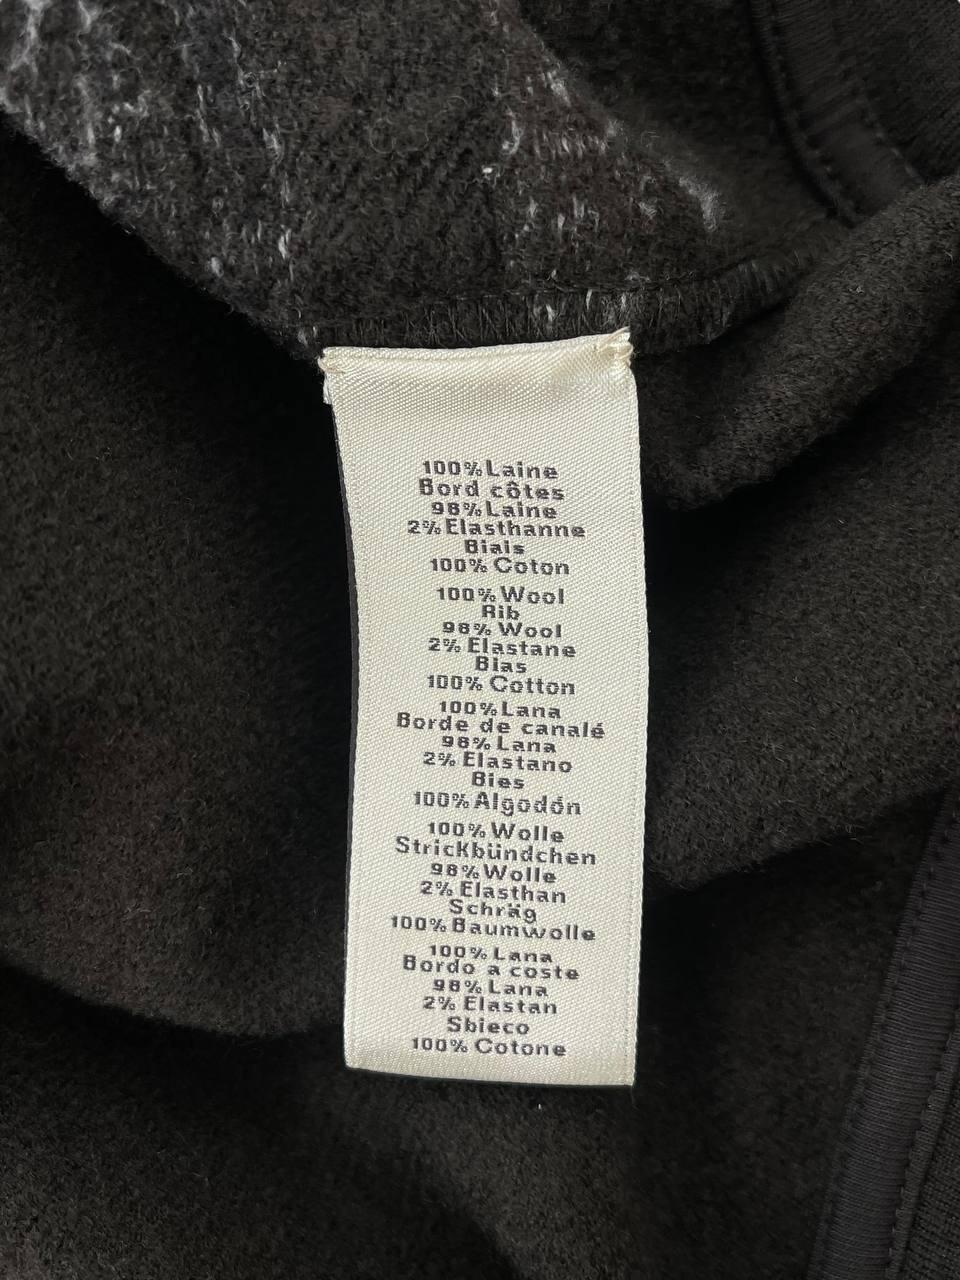 100% Laine
Bord côtes
98% Laine
2% Elasthanne
Biais
100% Coton
100% Wool
Rib
98% Wool
2% Elastane
Bias
100% Cotton
100% Lana
Borde de canalé
98% Lana
2% Elastano
Bies
100% Algodón
100% Wolle
Strickbündchen
98% Wolle
2% Elasthan
Schräg
100% Baumwolle
100% Lana
Bordo a coste
98% Lana
2% Elastan
Sbieco
100% Cotone